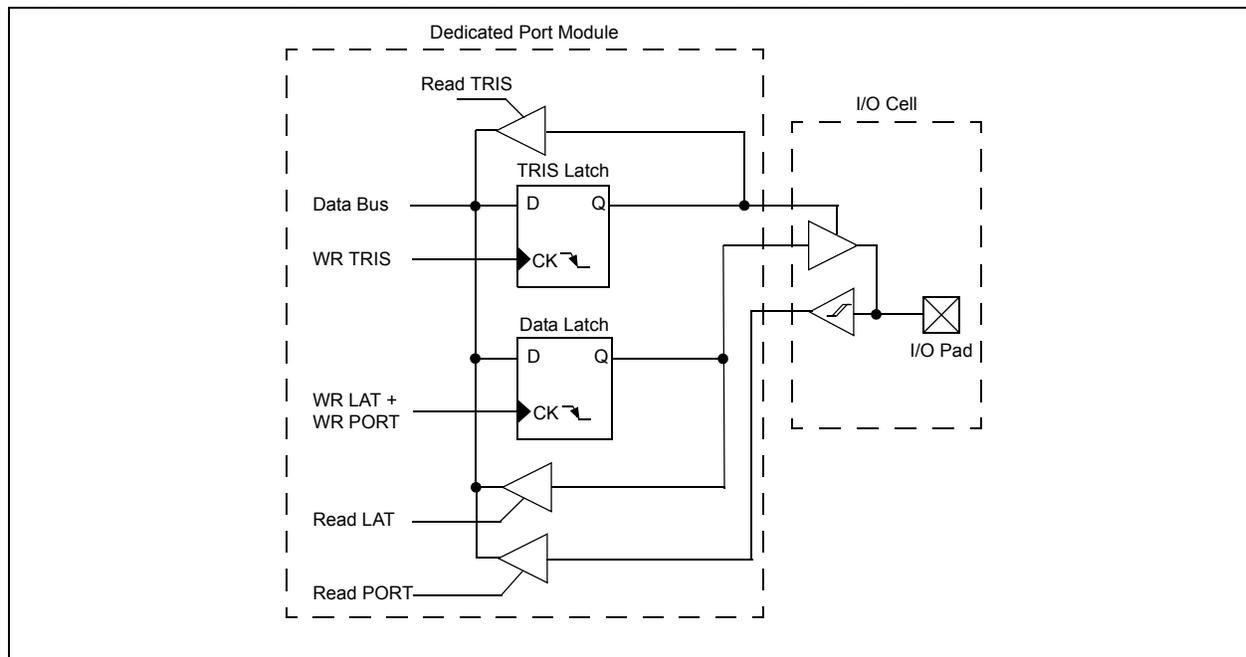 Dedicated Port Module
Read TRIS
I/O Cell
TRIS Latch
Data Bus
D
Q
WR TRIS
CK
Data Latch
I/O Pad
D
Q
WR LAT +
WR PORT
CK
Read LAT
Read PORT